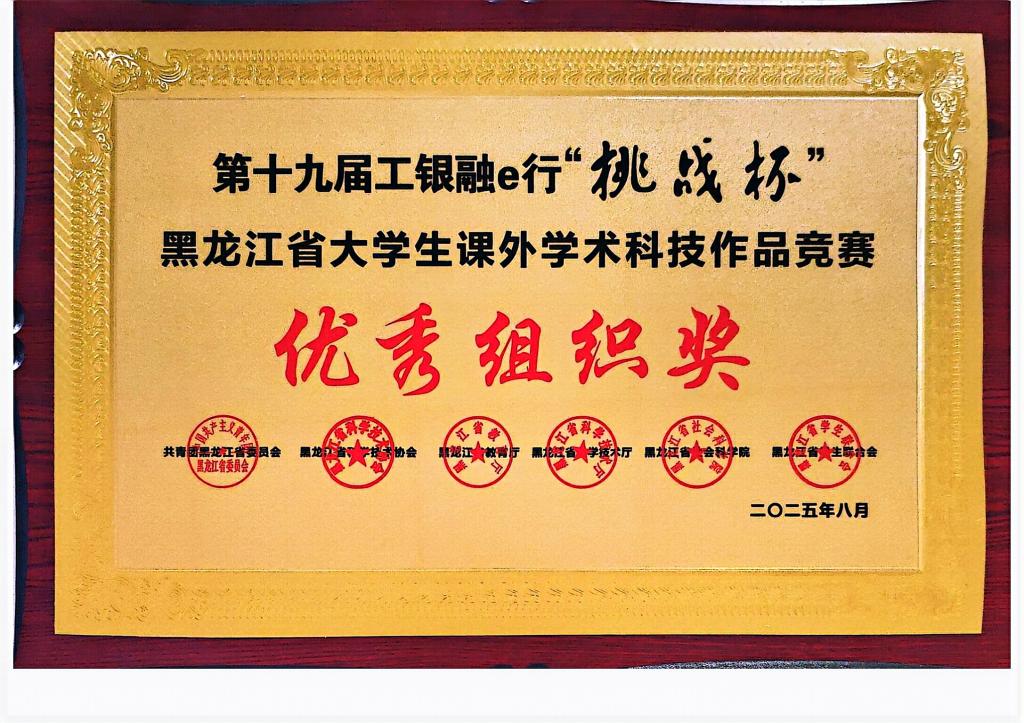 第十九届工银融e行“挑战杯”
黑龙江省大学生课外学术科技作品竞赛
优秀组织奖
共青团黑龙江省委员会 黑龙江省科学技术协会 黑龙江省教育厅 黑龙江省科学技术厅 黑龙江省社会科学院 黑龙江省学生联合会
二〇二五年八月